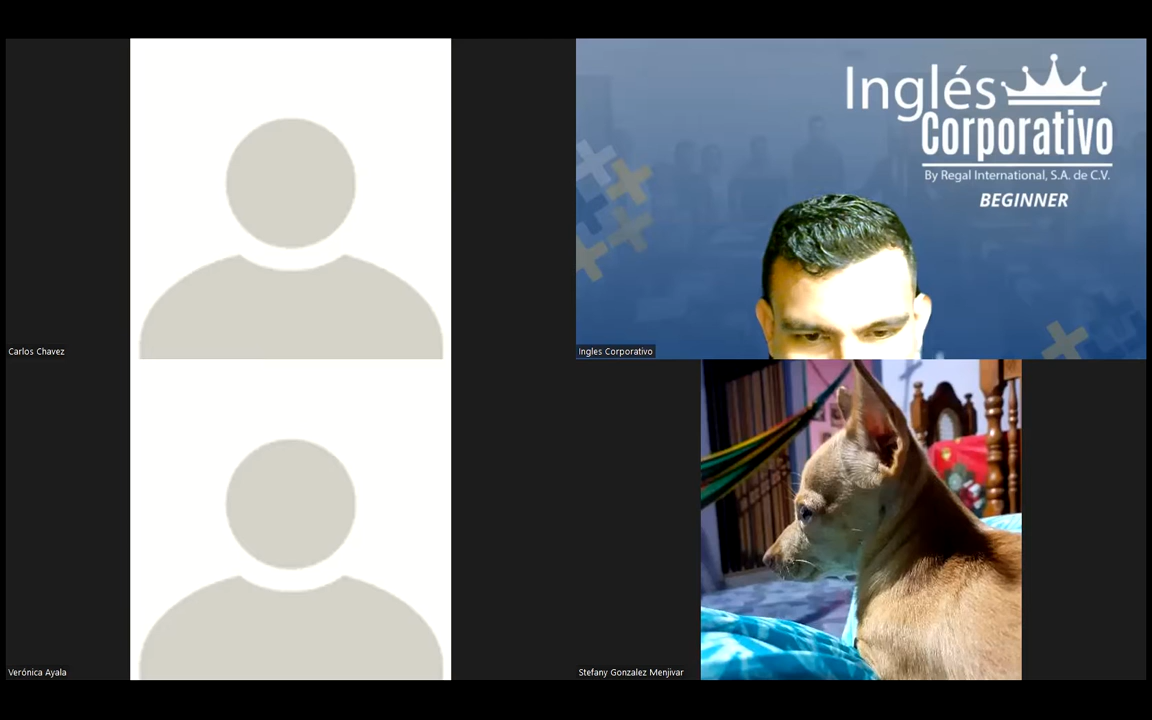 Inglés
Corporativo
By Regal International, S.A. de C.V.
BEGINNER
Carlos Chavez
Ingles Corporativo
Verónica Ayala
Stefany Gonzalez Menjivar